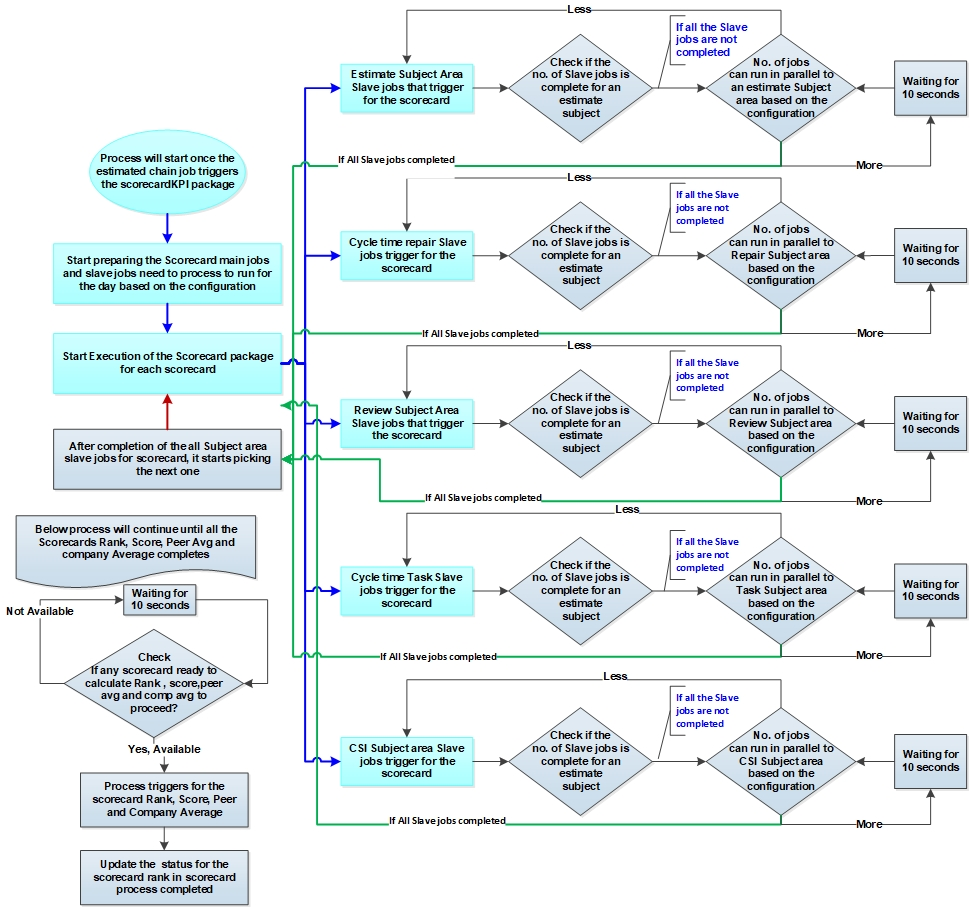 Process will start once the
estimated chain job triggers
the scorecardKPI package
Start preparing the Scorecard main jobs
and slave jobs need to process to run for
the day based on the configuration
Start Execution of the Scorecard package
for each scorecard
After completion of the all Subject area
slave jobs for scorecard, it starts picking
the next one
Below process will continue until all the
Scorecards Rank, Score, Peer Avg and
company Average completes
Waiting for
10 seconds
Not Available
Check
If any scorecard ready to
calculate Rank , score,peer
avg and comp avg to
proceed?
Yes, Available
Process triggers for the
scorecard Rank, Score, Peer
and Company Average
Update the status for the
scorecard rank in scorecard
process completed
Less
Estimate Subject Area
Slave jobs that trigger
for the scorecard
Check if the
no. of Slave jobs is
complete for an
estimate
subject
If all the Slave
jobs are not
completed
No. of jobs
can run in parallel to
an estimate Subject
area based on the
configuration
Waiting for
10 seconds
If All Slave jobs completed
More
Less
Cycle time repair Slave
jobs trigger for the
scorecard
Check if the
no. of Slave jobs is
complete for an
estimate
subject
If all the Slave
jobs are not
completed
No. of jobs
can run in parallel to
Repair Subject area
based on the
configuration
Waiting for
10 seconds
If All Slave jobs completed
More
Less
Review Subject Area
Slave jobs that trigger
the scorecard
Check if the
no. of Slave jobs is
complete for an
estimate
subject
If all the Slave
jobs are not
completed
No. of jobs
can run in parallel to
Review Subject area
based on the
configuration
Waiting for
10 seconds
If All Slave jobs completed
More
Less
Cycle time Task Slave
jobs trigger for the
scorecard
Check if the
no. of Slave jobs is
complete for an
estimate
subject
If all the Slave
jobs are not
completed
No. of jobs
can run in parallel to
Task Subject area
based on the
configuration
Waiting for
10 seconds
If All Slave jobs completed
More
Less
CSI Subject area Slave
jobs trigger for the
scorecard
Check if the
no. of Slave jobs is
complete for an
estimate
subject
If all the Slave
jobs are not
completed
No. of jobs
can run in parallel to
CSI Subject area
based on the
configuration
Waiting for
10 seconds
If All Slave jobs completed
More